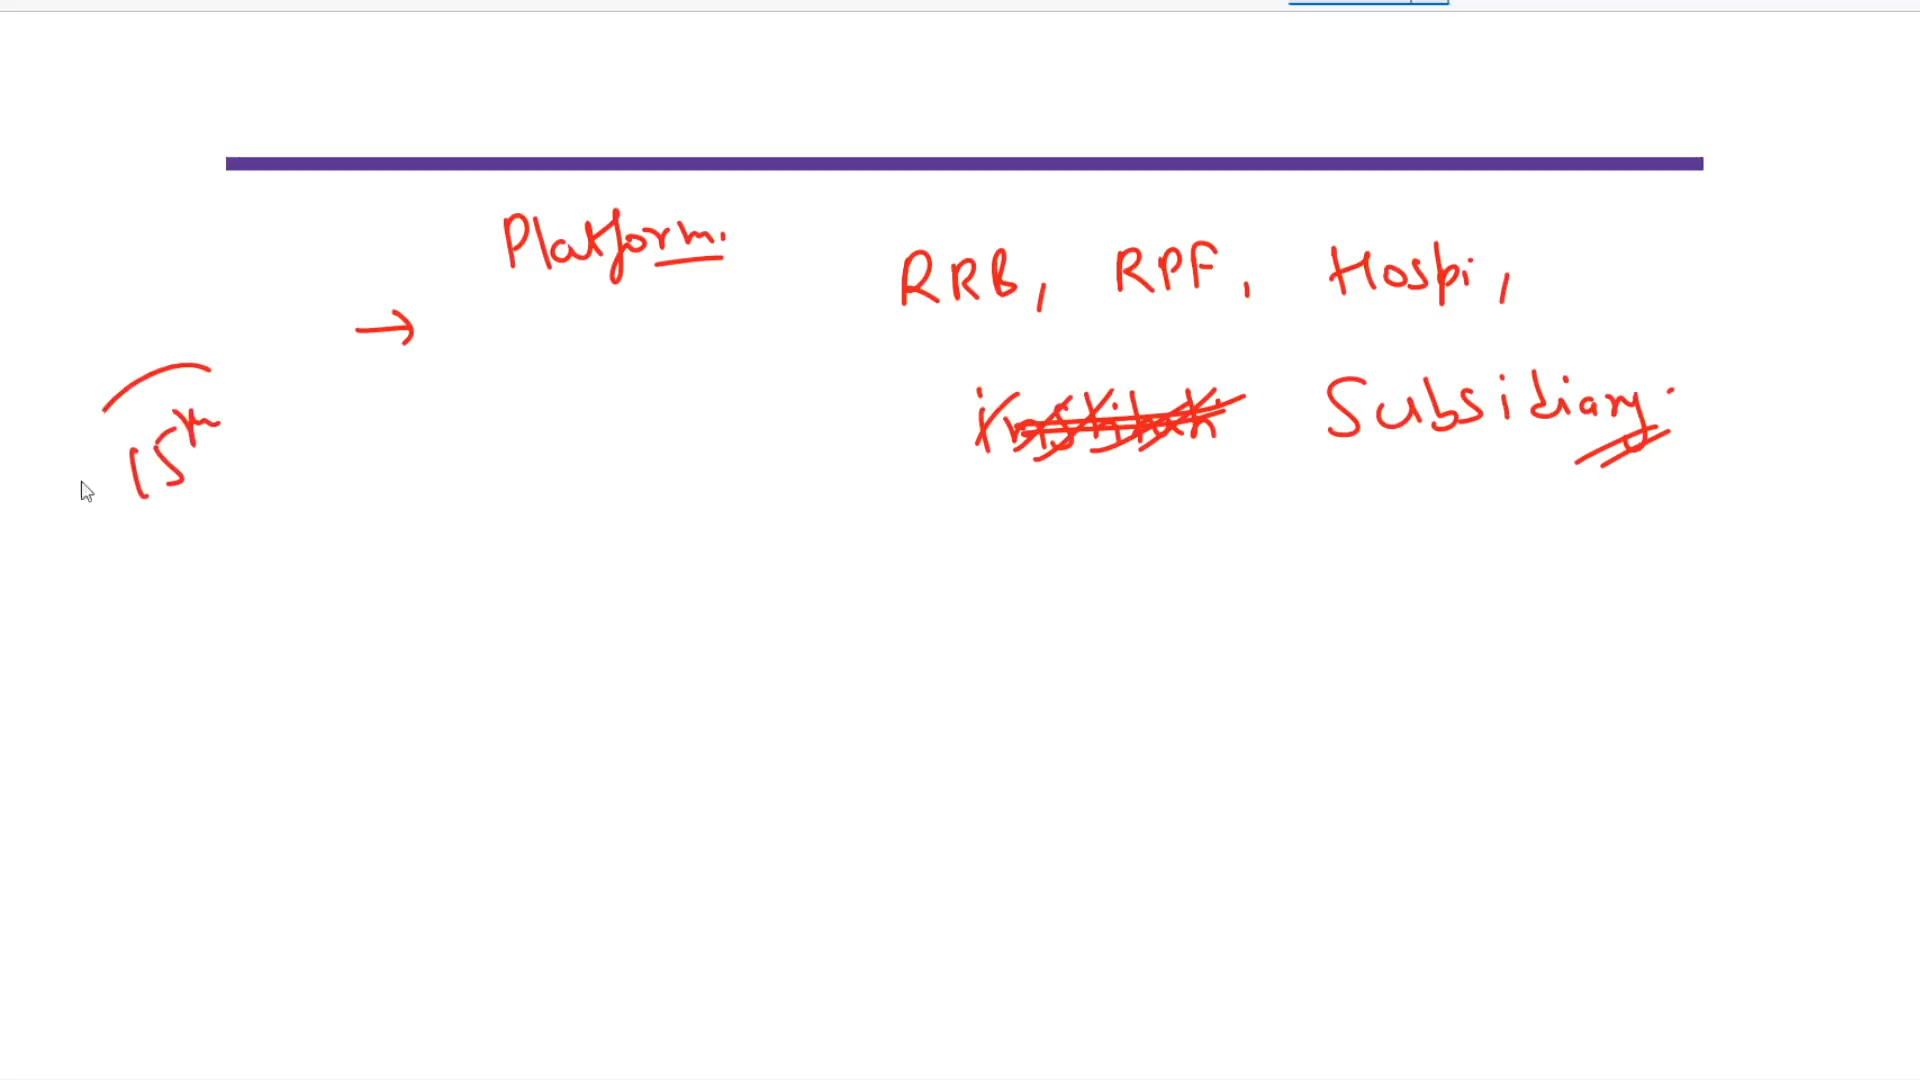 Platform.
RRB, RPF, Hospi,
Subsidiary.
15th